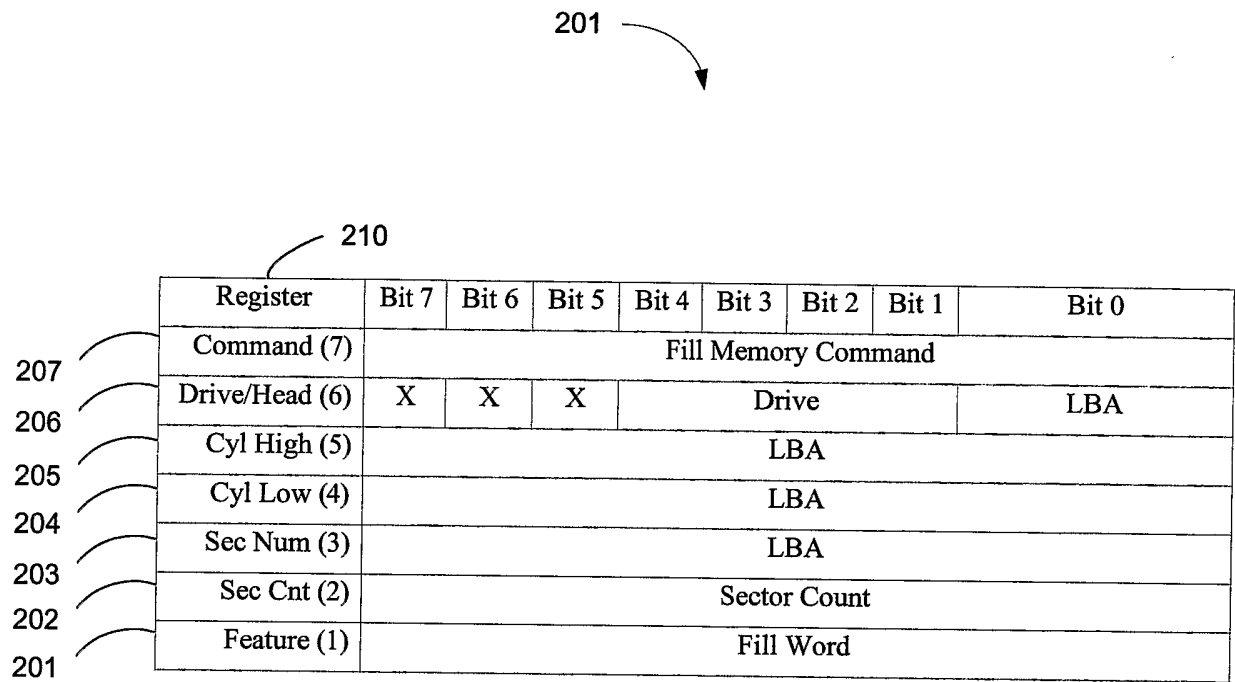 201
210
Register Bit 7 Bit 6 Bit 5 Bit 4 Bit 3 Bit 2 Bit 1 Bit 0
207 Command (7) Fill Memory Command
206 Drive/Head (6) X X X Drive LBA
205 Cyl High (5) LBA
204 Cyl Low (4) LBA
203 Sec Num (3) LBA
202 Sec Cnt (2) Sector Count
201 Feature (1) Fill Word